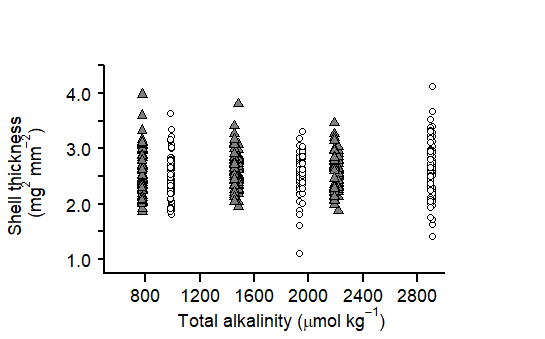 Shell thickness
(mg² mm⁻²)
4.0
3.0
2.0
1.0
800 1200 1600 2000 2400 2800
Total alkalinity (μmol kg⁻¹)